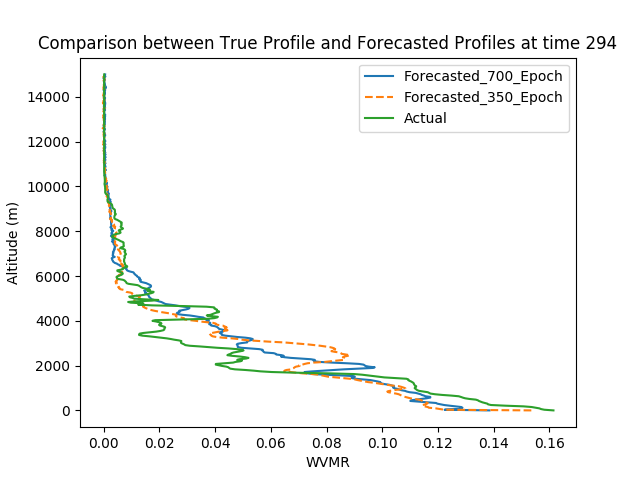 Comparison between True Profile and Forecasted Profiles at time 294
Forecasted_700_Epoch
Forecasted_350_Epoch
Actual
14000
12000
10000
8000
6000
4000
2000
0
Altitude (m)
0.00 0.02 0.04 0.06 0.08 0.10 0.12 0.14 0.16
WVMR